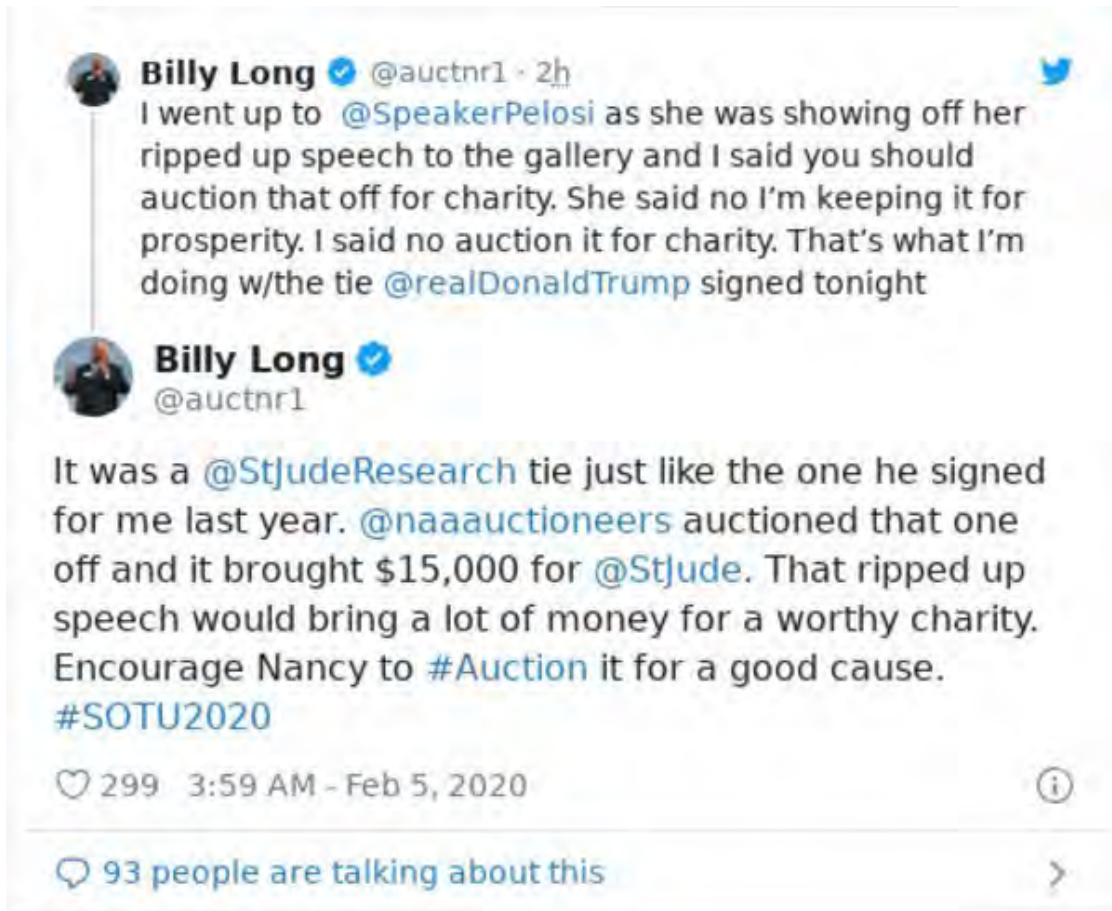 Billy Long @auctnr1 · 2h
I went up to @SpeakerPelosi as she was showing off her
ripped up speech to the gallery and I said you should
auction that off for charity. She said no I’m keeping it for
prosperity. I said no auction it for charity. That’s what I’m
doing w/the tie @realDonaldTrump signed tonight
Billy Long
@auctnr1
It was a @StJudeResearch tie just like the one he signed
for me last year. @naaauctioneers auctioned that one
off and it brought $15,000 for @StJude. That ripped up
speech would bring a lot of money for a worthy charity.
Encourage Nancy to #Auction it for a good cause.
#SOTU2020
299 3:59 AM - Feb 5, 2020
93 people are talking about this